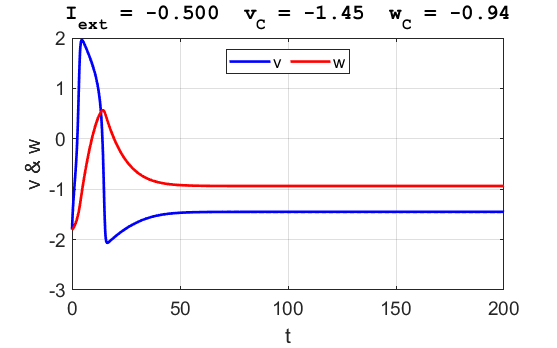 I_ext = -0.500 v_C = -1.45 w_C = -0.94
v w
2
1
0
-1
-2
-3
v & w
0 50 100 150 200
t